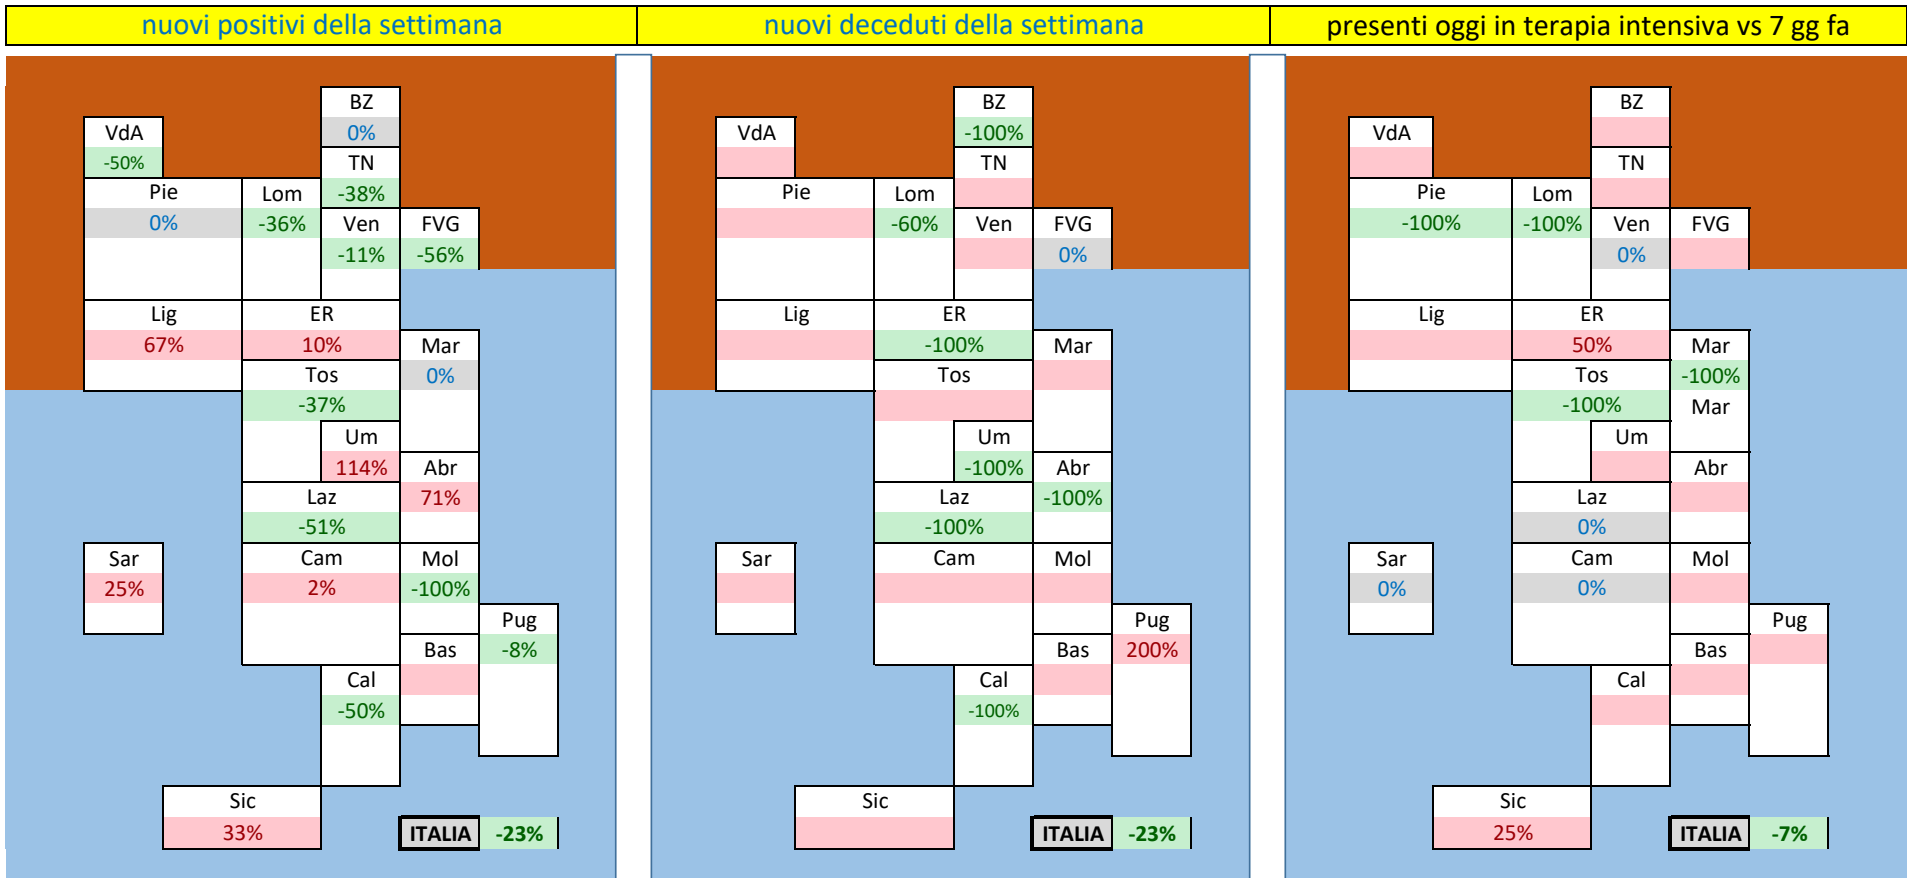 nuovi positivi della settimana
BZ
0%
VdA
-50%
TN
-38%
Pie
0%
Lom
-36%
Ven
-11%
FVG
-56%
Lig
67%
ER
10%
Mar
0%
Tos
-37%
Um
114%
Abr
71%
Laz
-51%
Sar
25%
Cam
2%
Mol
-100%
Pug
-8%
Bas
Cal
-50%
Sic
33%
ITALIA -23%
nuovi deceduti della settimana
BZ
-100%
VdA
TN
Pie
Lom
-60%
Ven
FVG
0%
Lig
ER
-100%
Mar
Tos
Um
-100%
Abr
-100%
Laz
-100%
Sar
Cam
Mol
Pug
200%
Bas
Cal
-100%
Sic
ITALIA -23%
presenti oggi in terapia intensiva vs 7 gg fa
BZ
VdA
TN
Pie
-100%
Lom
-100%
Ven
0%
FVG
Lig
ER
50%
Mar
-100%
Mar
Tos
-100%
Um
Abr
Laz
0%
Sar
0%
Cam
0%
Mol
Pug
Bas
Cal
Sic
25%
ITALIA -7%